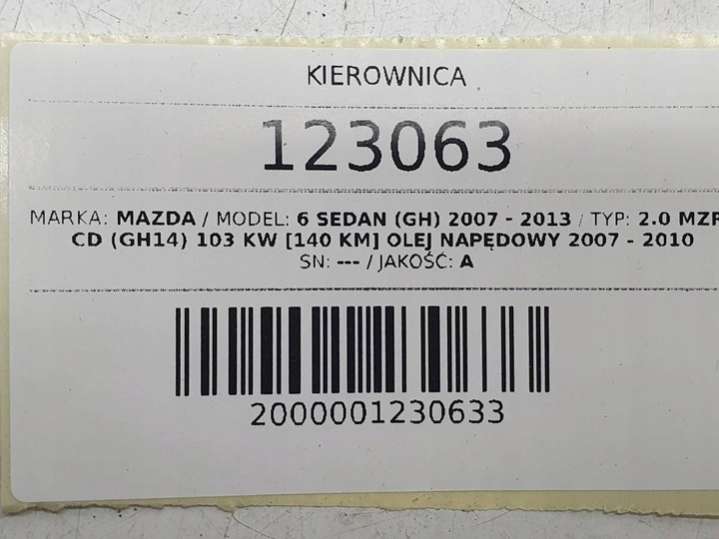 KIEROWNICA
123063
MARKA: MAZDA / MODEL: 6 SEDAN (GH) 2007 - 2013 / TYP: 2.0 MZR
CD (GH14) 103 KW [140 KM] OLEJ NAPĘDOWY 2007 - 2010
SN: --- / JAKOŚĆ: A
2000001230633